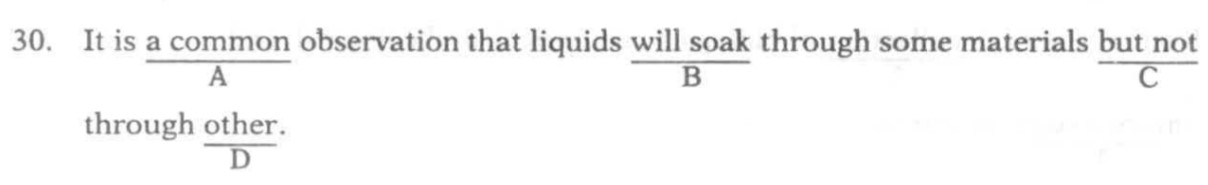 30. It is a common observation that liquids will soak through some materials but not
A B C
through other.
D